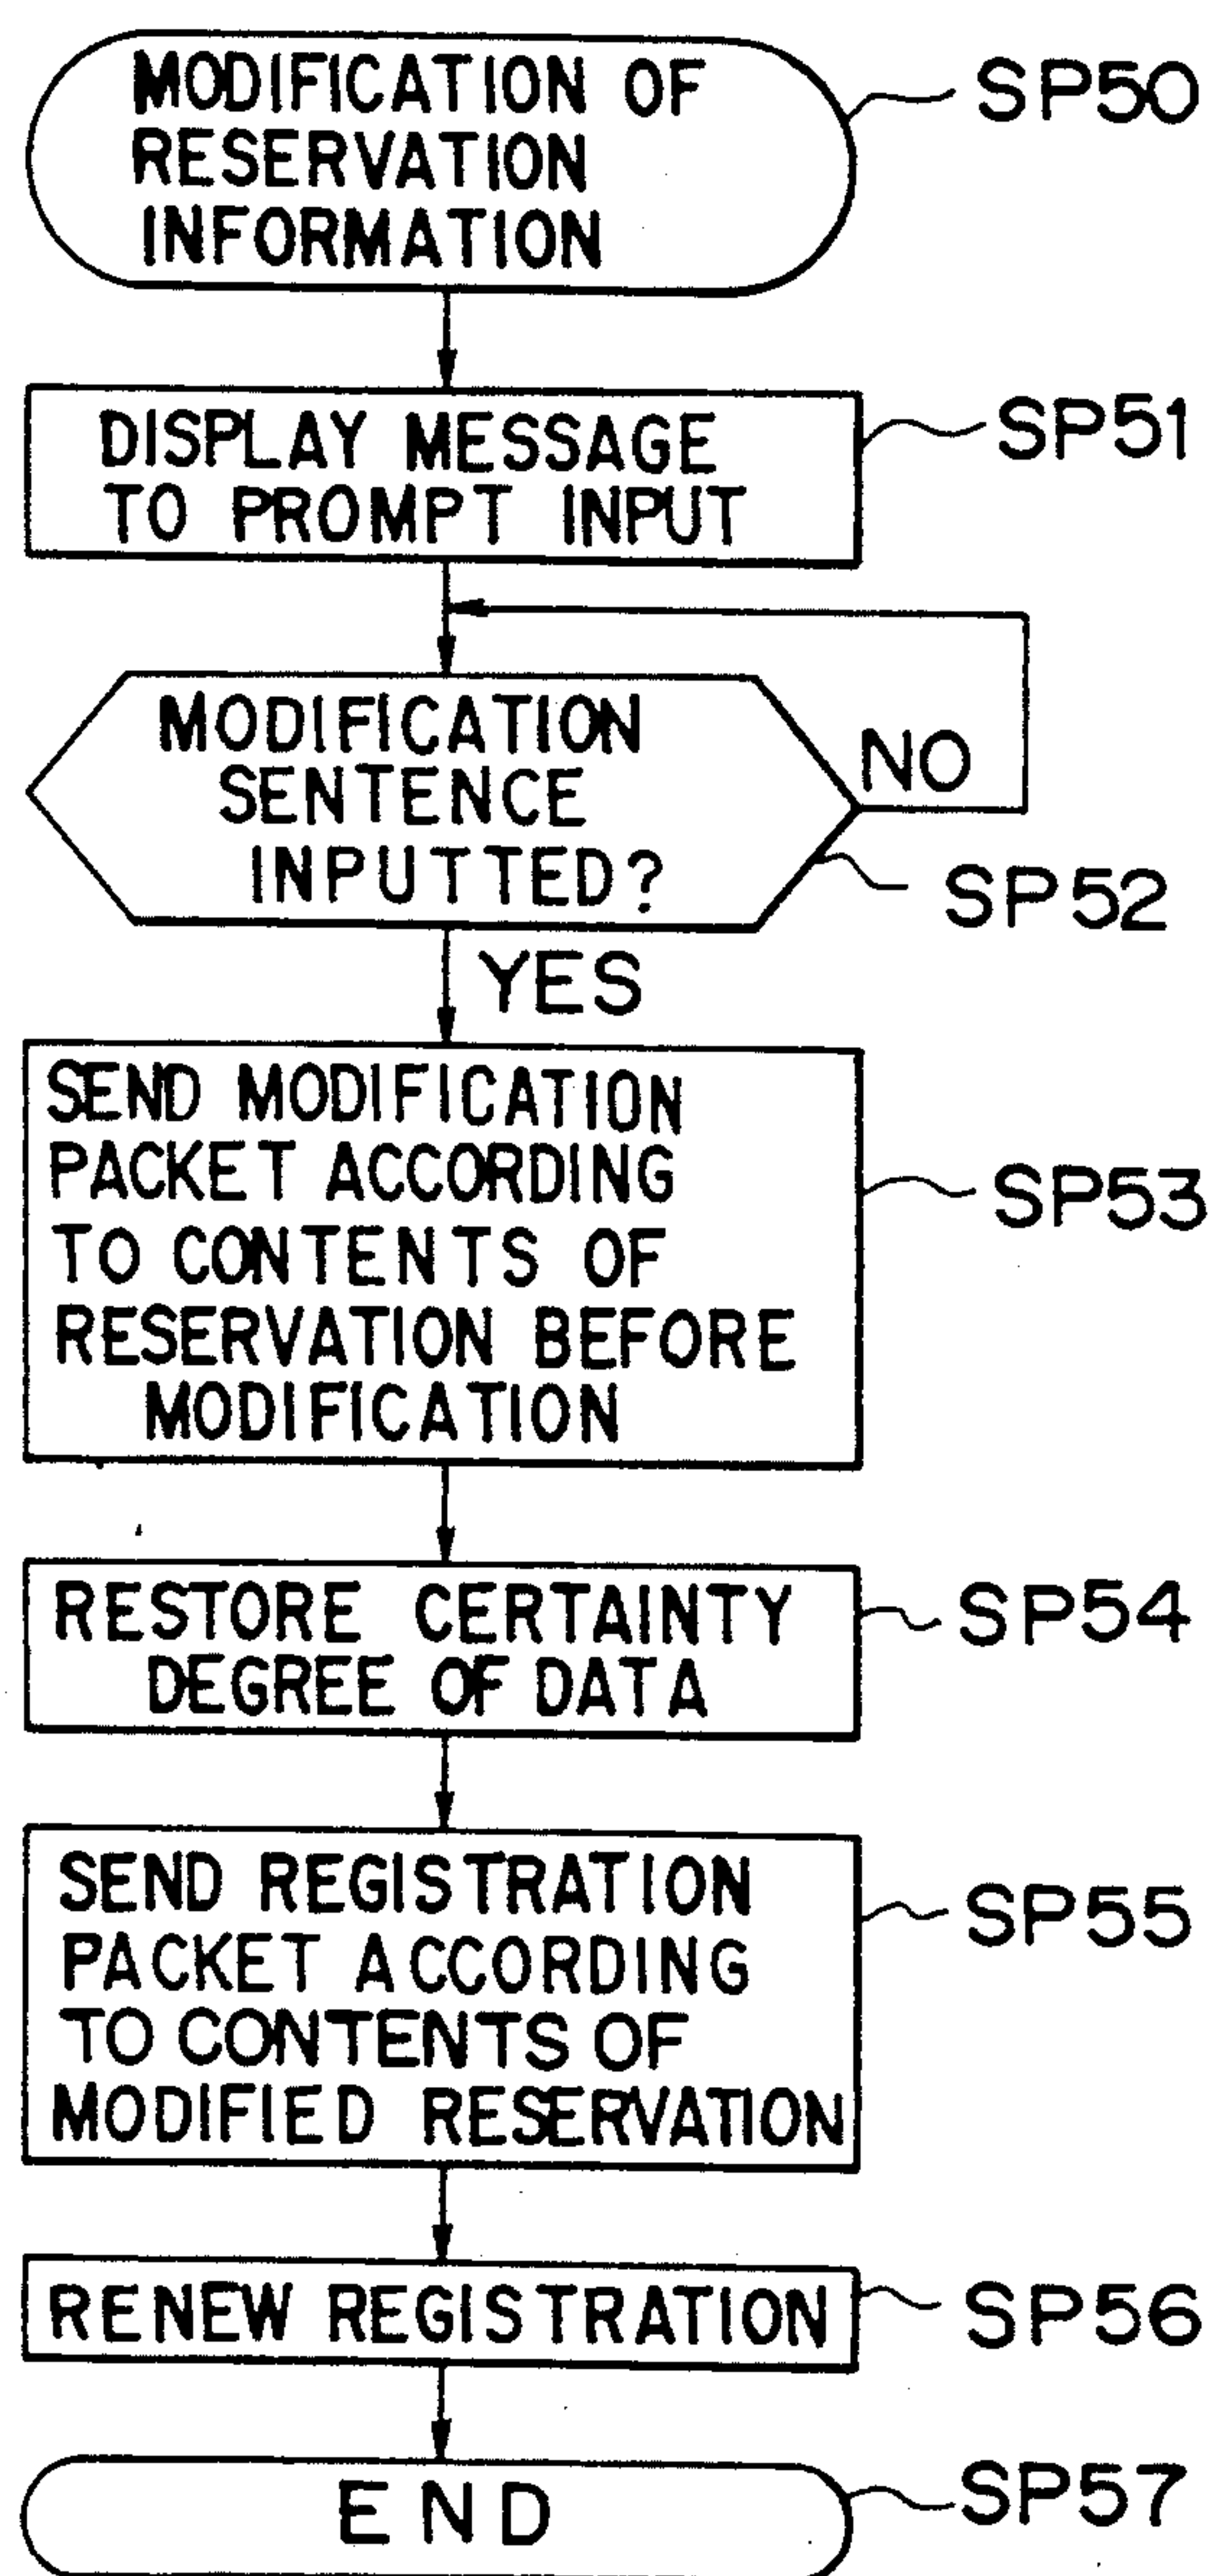 MODIFICATION OF
RESERVATION
INFORMATION
SP50
DISPLAY MESSAGE
TO PROMPT INPUT
SP51
MODIFICATION
SENTENCE
INPUTTED?
NO
SP52
YES
SEND MODIFICATION
PACKET ACCORDING
TO CONTENTS OF
RESERVATION BEFORE
MODIFICATION
SP53
RESTORE CERTAINTY
DEGREE OF DATA
SP54
SEND REGISTRATION
PACKET ACCORDING
TO CONTENTS OF
MODIFIED RESERVATION
SP55
RENEW REGISTRATION
SP56
END
SP57